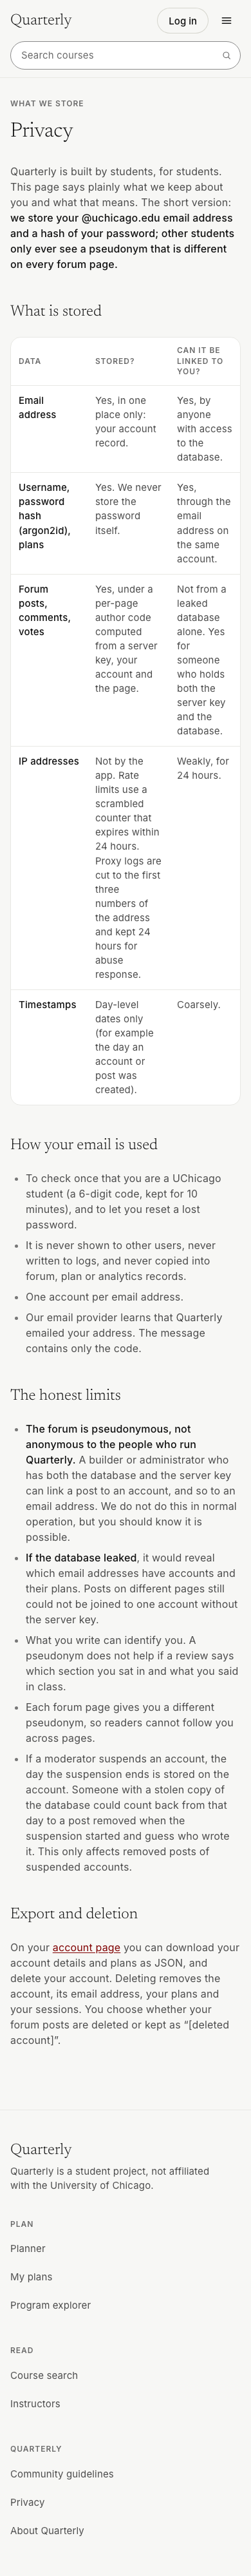 Quarterly
Log in
Search courses
WHAT WE STORE
Privacy
Quarterly is built by students, for students.
This page says plainly what we keep about
you and what that means. The short version:
we store your @uchicago.edu email address
and a hash of your password; other students
only ever see a pseudonym that is different
on every forum page.
What is stored
DATA
STORED?
CAN IT BE
LINKED TO
YOU?
Email
address
Yes, in one
place only:
your account
record.
Yes, by
anyone
with access
to the
database.
Username,
password
hash
(argon2id),
plans
Yes. We never
store the
password
itself.
Yes,
through the
email
address on
the same
account.
Forum
posts,
comments,
votes
Yes, under a
per-page
author code
computed
from a server
key, your
account and
the page.
Not from a
leaked
database
alone. Yes
for
someone
who holds
both the
server key
and the
database.
IP addresses
Not by the
app. Rate
limits use a
scrambled
counter that
expires within
24 hours.
Proxy logs are
cut to the first
three
numbers of
the address
and kept 24
hours for
abuse
response.
Weakly, for
24 hours.
Timestamps
Day-level
dates only
(for example
the day an
account or
post was
created).
Coarsely.
How your email is used
• To check once that you are a UChicago
student (a 6-digit code, kept for 10
minutes), and to let you reset a lost
password.
• It is never shown to other users, never
written to logs, and never copied into
forum, plan or analytics records.
• One account per email address.
• Our email provider learns that Quarterly
emailed your address. The message
contains only the code.
The honest limits
• The forum is pseudonymous, not
anonymous to the people who run
Quarterly. A builder or administrator who
has both the database and the server key
can link a post to an account, and so to an
email address. We do not do this in normal
operation, but you should know it is
possible.
• If the database leaked, it would reveal
which email addresses have accounts and
their plans. Posts on different pages still
could not be joined to one account without
the server key.
• What you write can identify you. A
pseudonym does not help if a review says
which section you sat in and what you said
in class.
• Each forum page gives you a different
pseudonym, so readers cannot follow you
across pages.
• If a moderator suspends an account, the
day the suspension ends is stored on the
account. Someone with a stolen copy of
the database could count back from that
day to a post removed when the
suspension started and guess who wrote
it. This only affects removed posts of
suspended accounts.
Export and deletion
On your account page you can download your
account details and plans as JSON, and
delete your account. Deleting removes the
account, its email address, your plans and
your sessions. You choose whether your
forum posts are deleted or kept as “[deleted
account]”.
Quarterly
Quarterly is a student project, not affiliated
with the University of Chicago.
PLAN
Planner
My plans
Program explorer
READ
Course search
Instructors
QUARTERLY
Community guidelines
Privacy
About Quarterly